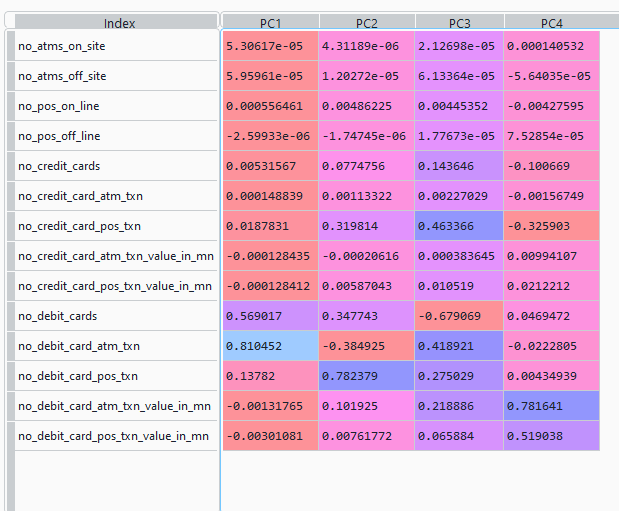 Index PC1 PC2 PC3 PC4
no_atms_on_site 5.30617e-05 4.31189e-06 2.12698e-05 0.000140532
no_atms_off_site 5.95961e-05 1.20272e-05 6.13364e-05 -5.64035e-05
no_pos_on_line 0.000556461 0.00486225 0.00445352 -0.00427595
no_pos_off_line -2.59933e-06 -1.74745e-06 1.77673e-05 7.52854e-05
no_credit_cards 0.00531567 0.0774756 0.143646 -0.100669
no_credit_card_atm_txn 0.000148839 0.00113322 0.00227029 -0.00156749
no_credit_card_pos_txn 0.0187831 0.319814 0.463366 -0.325903
no_credit_card_atm_txn_value_in_mn -0.000128435 -0.00020616 0.000383645 0.00994107
no_credit_card_pos_txn_value_in_mn -0.000128412 0.00587043 0.010519 0.0212212
no_debit_cards 0.569017 0.347743 -0.679069 0.0469472
no_debit_card_atm_txn 0.810452 -0.384925 0.418921 -0.0222805
no_debit_card_pos_txn 0.13782 0.782379 0.275029 0.00434939
no_debit_card_atm_txn_value_in_mn -0.00131765 0.101925 0.218886 0.781641
no_debit_card_pos_txn_value_in_mn -0.00301081 0.00761772 0.065884 0.519038